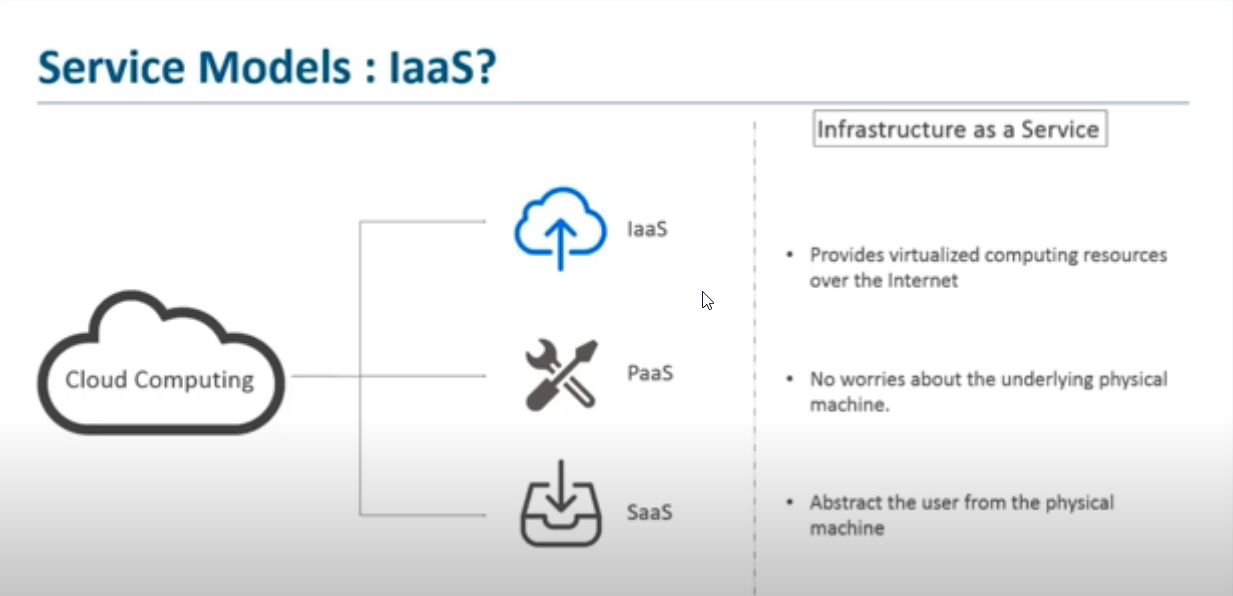 Service Models : IaaS?
Infrastructure as a Service
Cloud Computing
IaaS
PaaS
SaaS
• Provides virtualized computing resources
over the Internet
• No worries about the underlying physical
machine.
• Abstract the user from the physical
machine